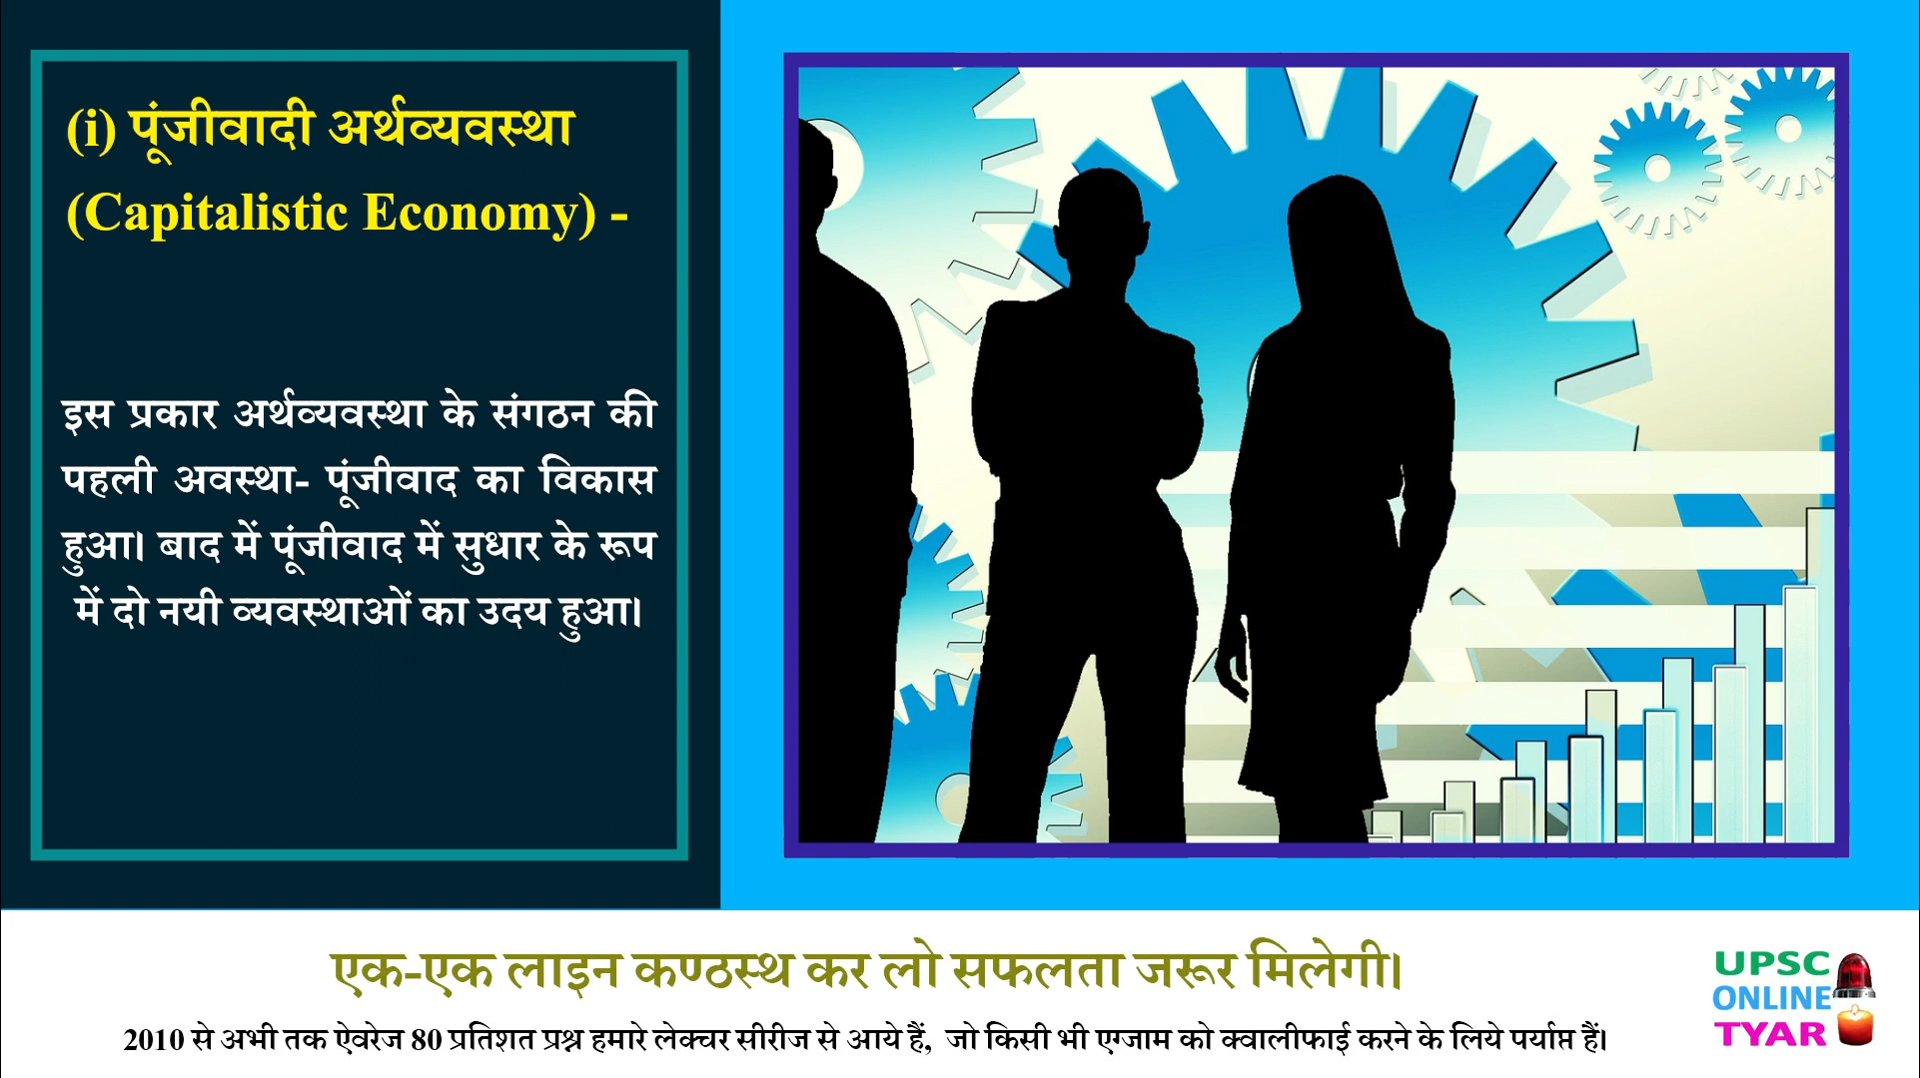 (i) पूंजीवादी अर्थव्यवस्था
(Capitalistic Economy) -
इस प्रकार अर्थव्यवस्था के संगठन की
पहली अवस्था- पूंजीवाद का विकास
हुआ। बाद में पूंजीवाद में सुधार के रूप
में दो नयी व्यवस्थाओं का उदय हुआ।
एक-एक लाइन कण्ठस्थ कर लो सफलता जरूर मिलेगी।
2010 से अभी तक ऐवरेज 80 प्रतिशत प्रश्न हमारे लेक्चर सीरीज से आये हैं, जो किसी भी एग्जाम को क्वालीफाई करने के लिये पर्याप्त हैं।
UPSC
ONLINE
TYAR